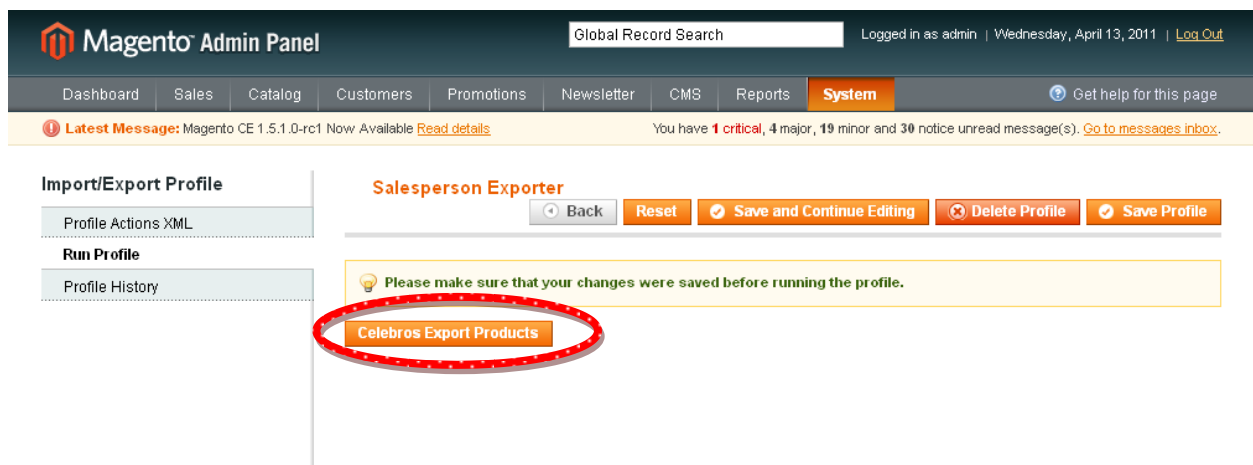 Magento™ Admin Panel
Global Record Search
Logged in as admin | Wednesday, April 13, 2011 | Log Out
Dashboard Sales Catalog Customers Promotions Newsletter CMS Reports System Get help for this page
Latest Message: Magento CE 1.5.1.0-rc1 Now Available Read details You have 1 critical, 4 major, 19 minor and 30 notice unread message(s). Go to messages inbox.
Import/Export Profile
Profile Actions XML
Run Profile
Profile History
Salesperson Exporter
Back Reset Save and Continue Editing Delete Profile Save Profile
Please make sure that your changes were saved before running the profile.
Celebros Export Products